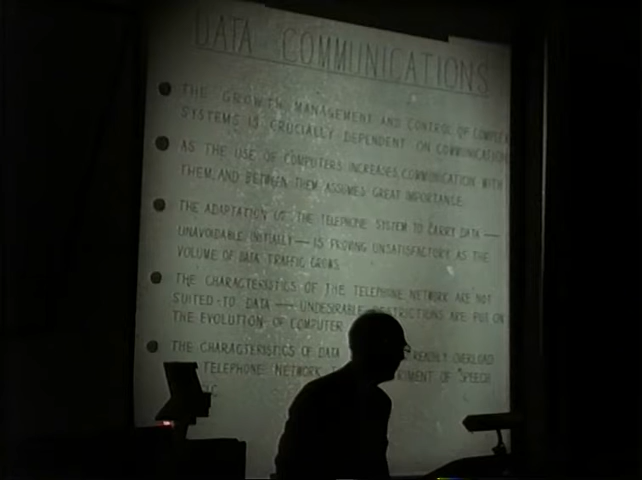 DATA COMMUNICATIONS
THE GROWTH MANAGEMENT AND CONTROL OF COMPLEX
SYSTEMS IS CRUCIALLY DEPENDENT ON COMMUNICATION
AS THE USE OF COMPUTERS INCREASES, COMMUNICATION WITH
THEM, AND BETWEEN THEM ASSUMES GREAT IMPORTANCE.
THE ADAPTATION OF THE TELEPHONE SYSTEM TO CARRY DATA —
UNAVOIDABLE INITIALLY — IS PROVING UNSATISFACTORY AS THE
VOLUME OF DATA TRAFFIC GROWS
THE CHARACTERISTICS OF THE TELEPHONE NETWORK ARE NOT
SUITED TO DATA — UNDESIRABLE RESTRICTIONS ARE PUT ON
THE EVOLUTION OF COMPUTER
THE CHARACTERISTICS OF DATA READILY OVERLOAD
TELEPHONE NETWORK OF SPEECH